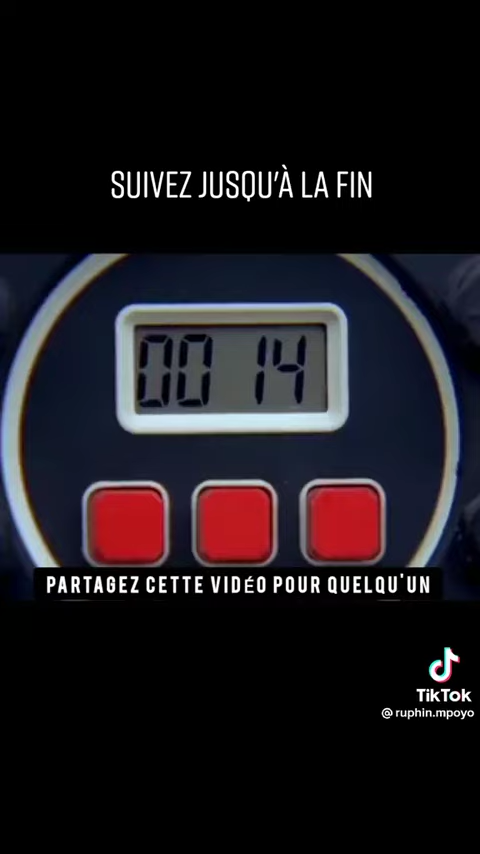 SUIVEZ JUSQU'À LA FIN
00 14
PARTAGEZ CETTE VIDÉO POUR QUELQU'UN
TikTok
@ruphin.mpoyo